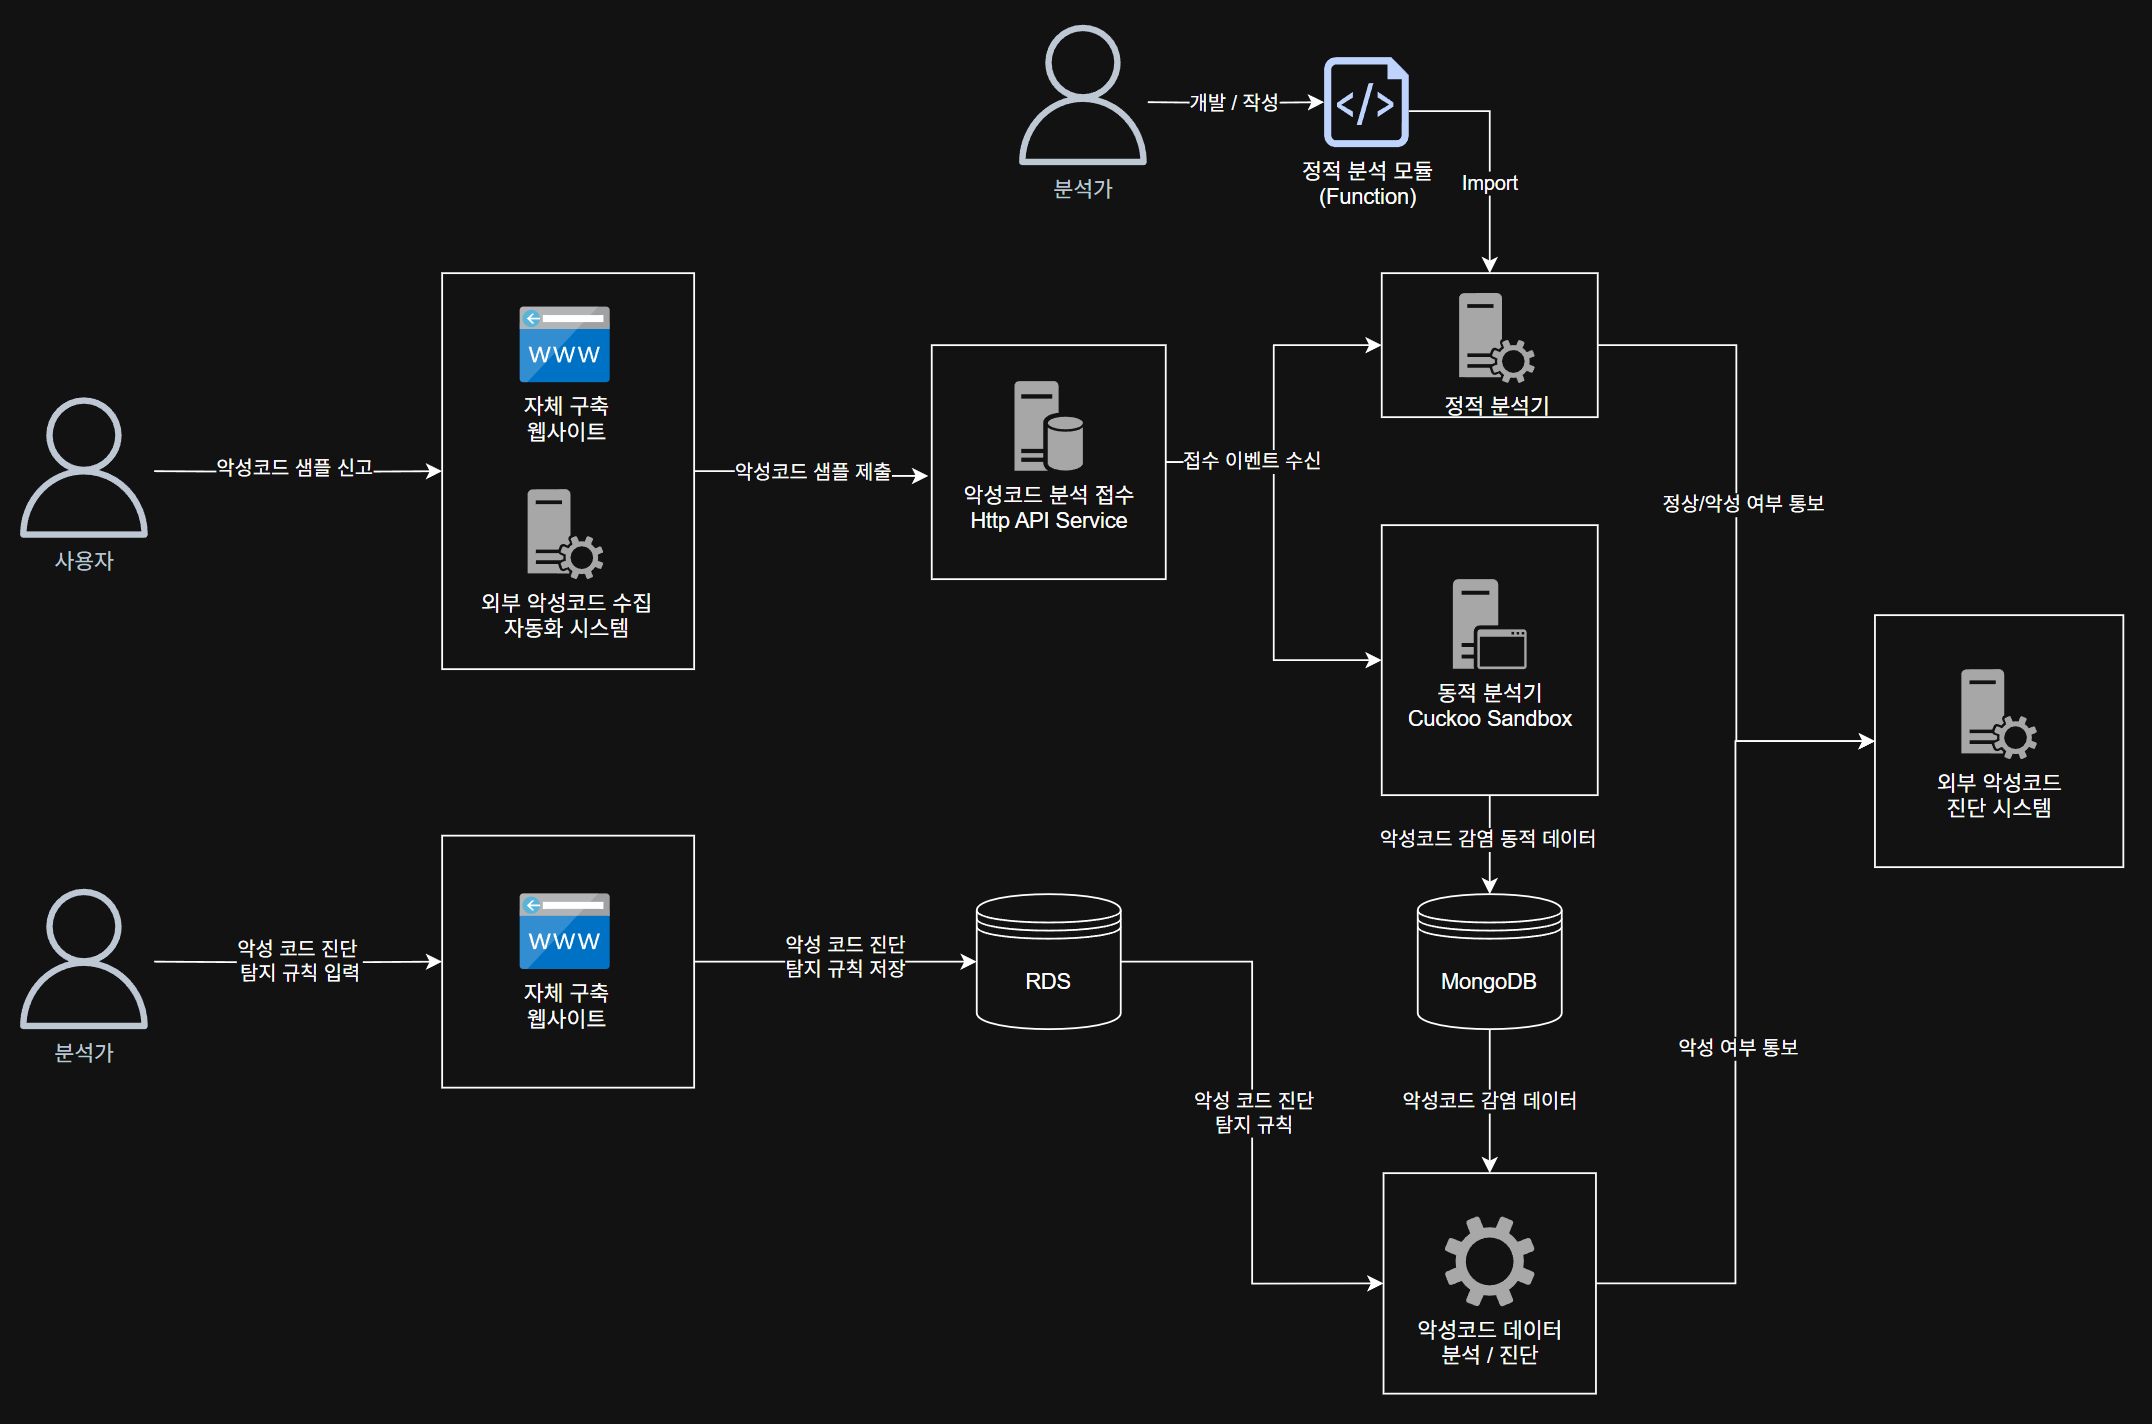 개발 / 작성
분석가
정적 분석 모듈
(Function)
Import
WWW
자체 구축
웹사이트
악성코드 샘플 신고
사용자
외부 악성코드 수집
자동화 시스템
악성코드 샘플 제출
악성코드 분석 접수
Http API Service
접수 이벤트 수신
정적 분석기
정상/악성 여부 통보
동적 분석기
Cuckoo Sandbox
외부 악성코드
진단 시스템
악성코드 감염 동적 데이터
악성 코드 진단
탐지 규칙 입력
분석가
WWW
자체 구축
웹사이트
악성 코드 진단
탐지 규칙 저장
RDS
MongoDB
악성 여부 통보
악성 코드 진단
탐지 규칙
악성코드 감염 데이터
악성코드 데이터
분석 / 진단